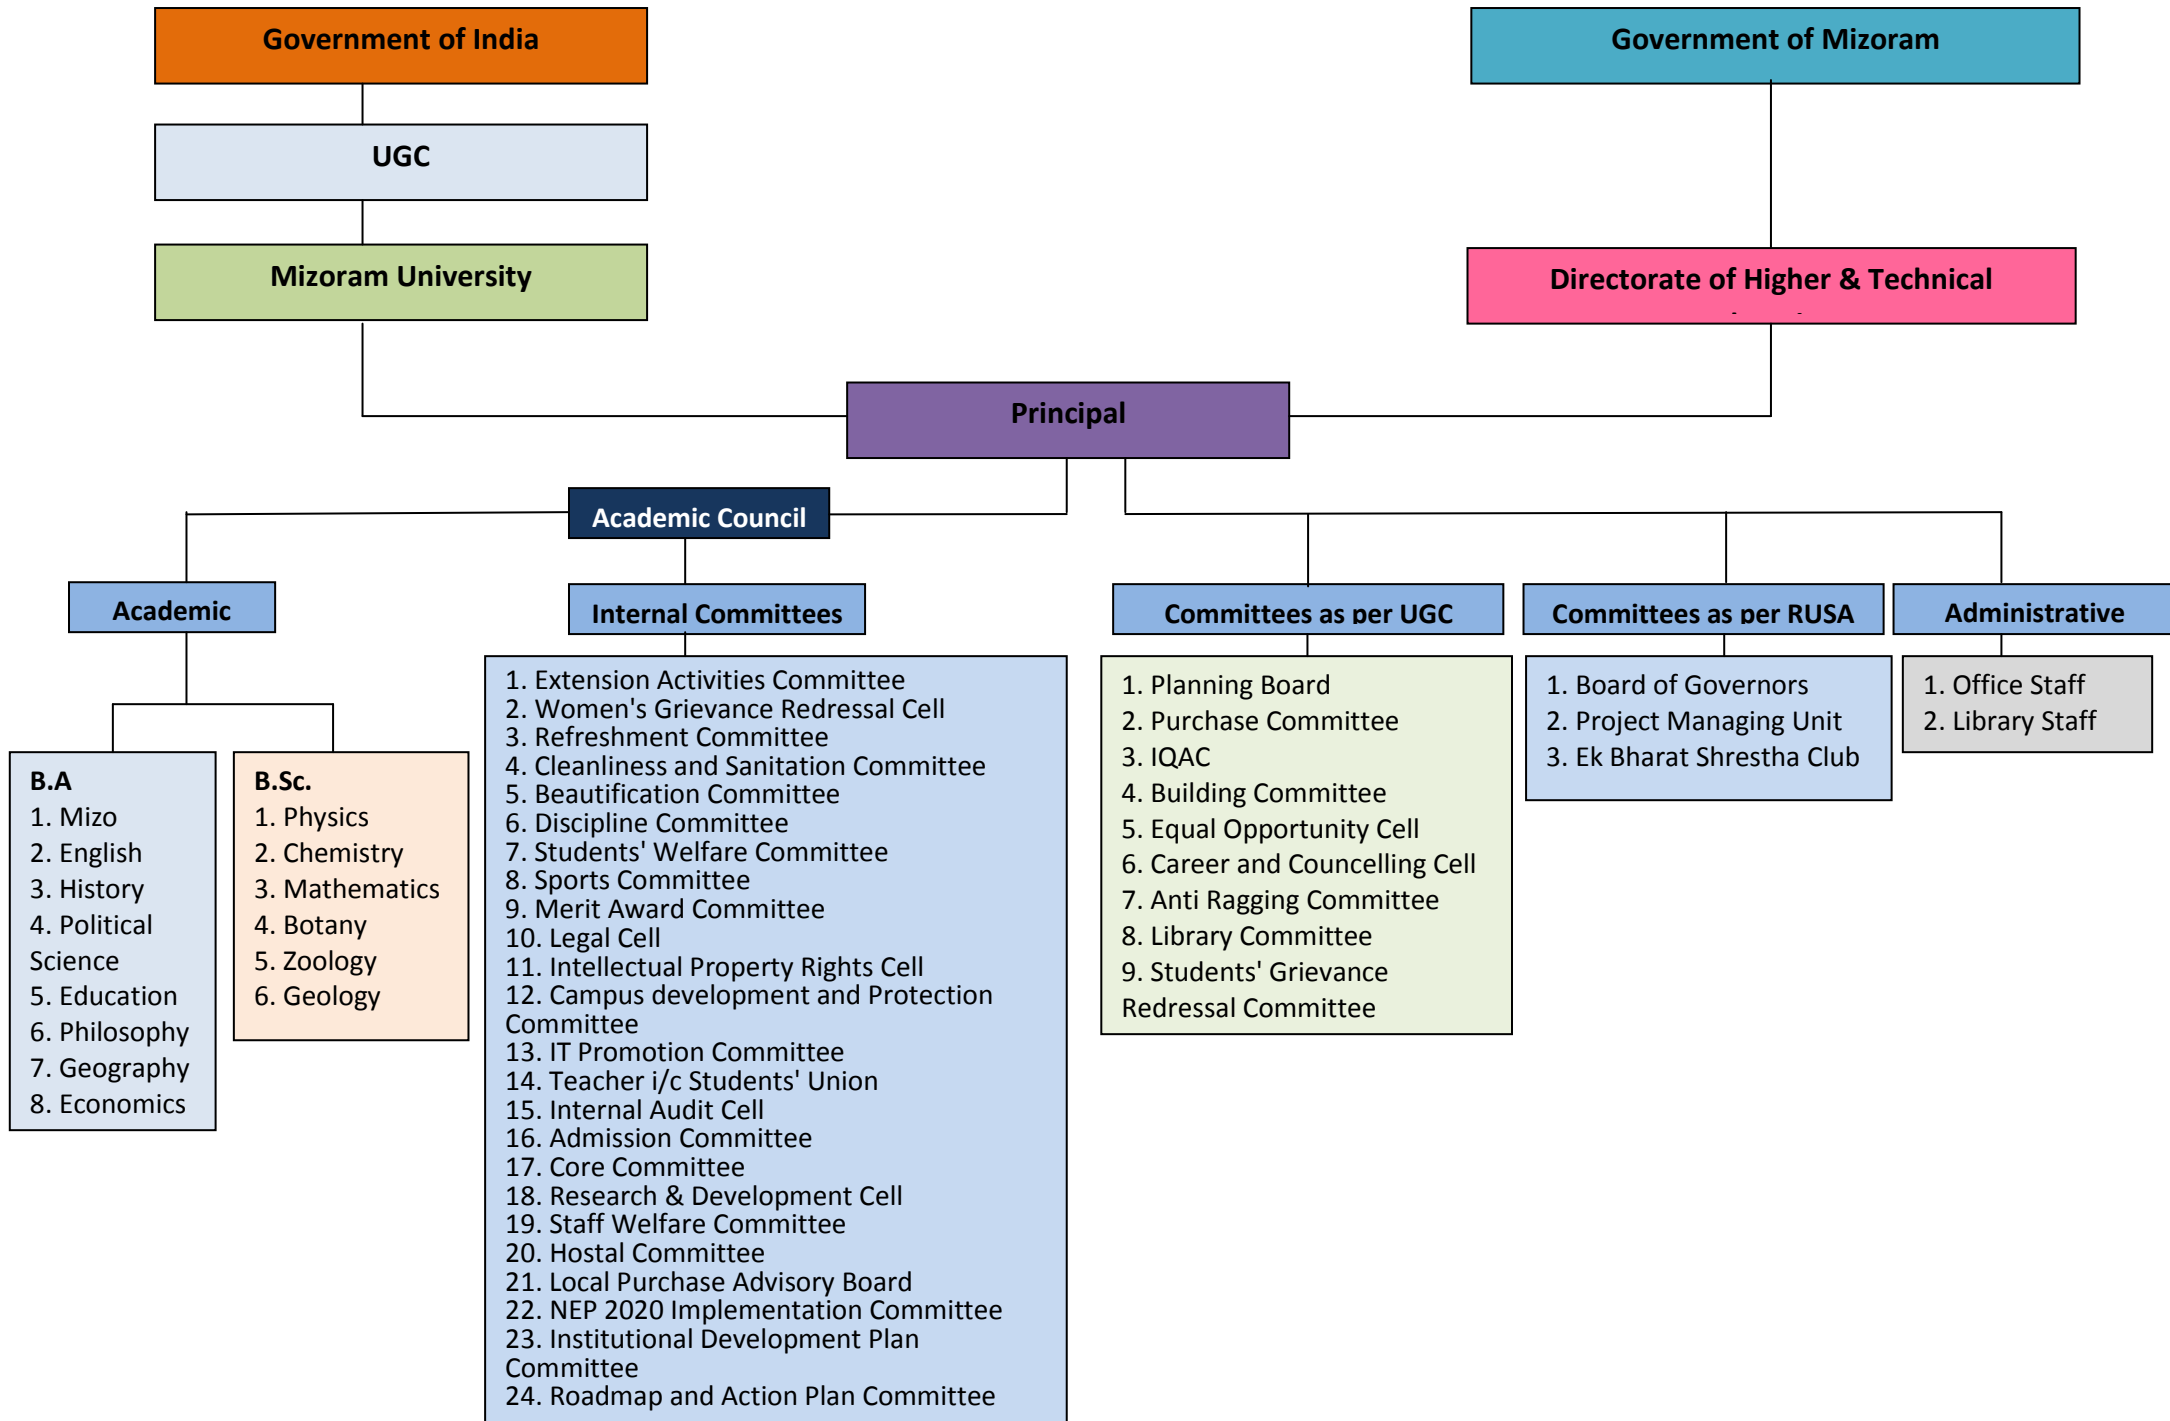 Government of India
Government of Mizoram
UGC
Mizoram University
Directorate of Higher & Technical
Principal
Academic Council
Academic
Internal Committees
Committees as per UGC
Committees as per RUSA
Administrative
B.A
1. Mizo
2. English
3. History
4. Political
Science
5. Education
6. Philosophy
7. Geography
8. Economics
B.Sc.
1. Physics
2. Chemistry
3. Mathematics
4. Botany
5. Zoology
6. Geology
1. Extension Activities Committee
2. Women's Grievance Redressal Cell
3. Refreshment Committee
4. Cleanliness and Sanitation Committee
5. Beautification Committee
6. Discipline Committee
7. Students' Welfare Committee
8. Sports Committee
9. Merit Award Committee
10. Legal Cell
11. Intellectual Property Rights Cell
12. Campus development and Protection
Committee
13. IT Promotion Committee
14. Teacher i/c Students' Union
15. Internal Audit Cell
16. Admission Committee
17. Core Committee
18. Research & Development Cell
19. Staff Welfare Committee
20. Hostal Committee
21. Local Purchase Advisory Board
22. NEP 2020 Implementation Committee
23. Institutional Development Plan
Committee
24. Roadmap and Action Plan Committee
1. Planning Board
2. Purchase Committee
3. IQAC
4. Building Committee
5. Equal Opportunity Cell
6. Career and Councelling Cell
7. Anti Ragging Committee
8. Library Committee
9. Students' Grievance
Redressal Committee
1. Board of Governors
2. Project Managing Unit
3. Ek Bharat Shrestha Club
1. Office Staff
2. Library Staff